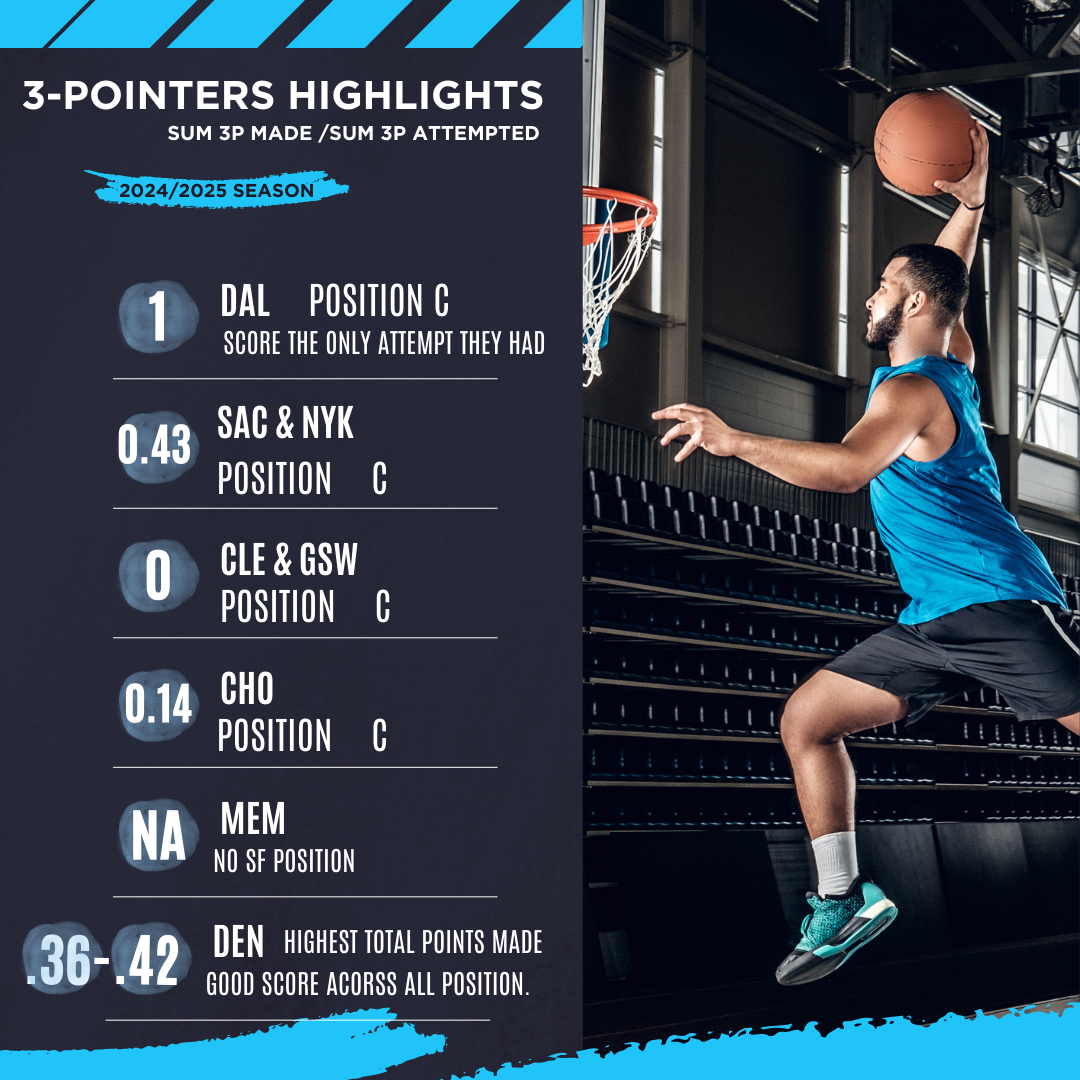 3-POINTERS HIGHLIGHTS
SUM 3P MADE /SUM 3P ATTEMPTED
2024/2025 SEASON
1 DAL POSITION C
SCORE THE ONLY ATTEMPT THEY HAD
0.43 SAC & NYK
POSITION C
0 CLE & GSW
POSITION C
0.14 CHO
POSITION C
NA MEM
NO SF POSITION
.36-.42 DEN HIGHEST TOTAL POINTS MADE
GOOD SCORE ACORSS ALL POSITION.